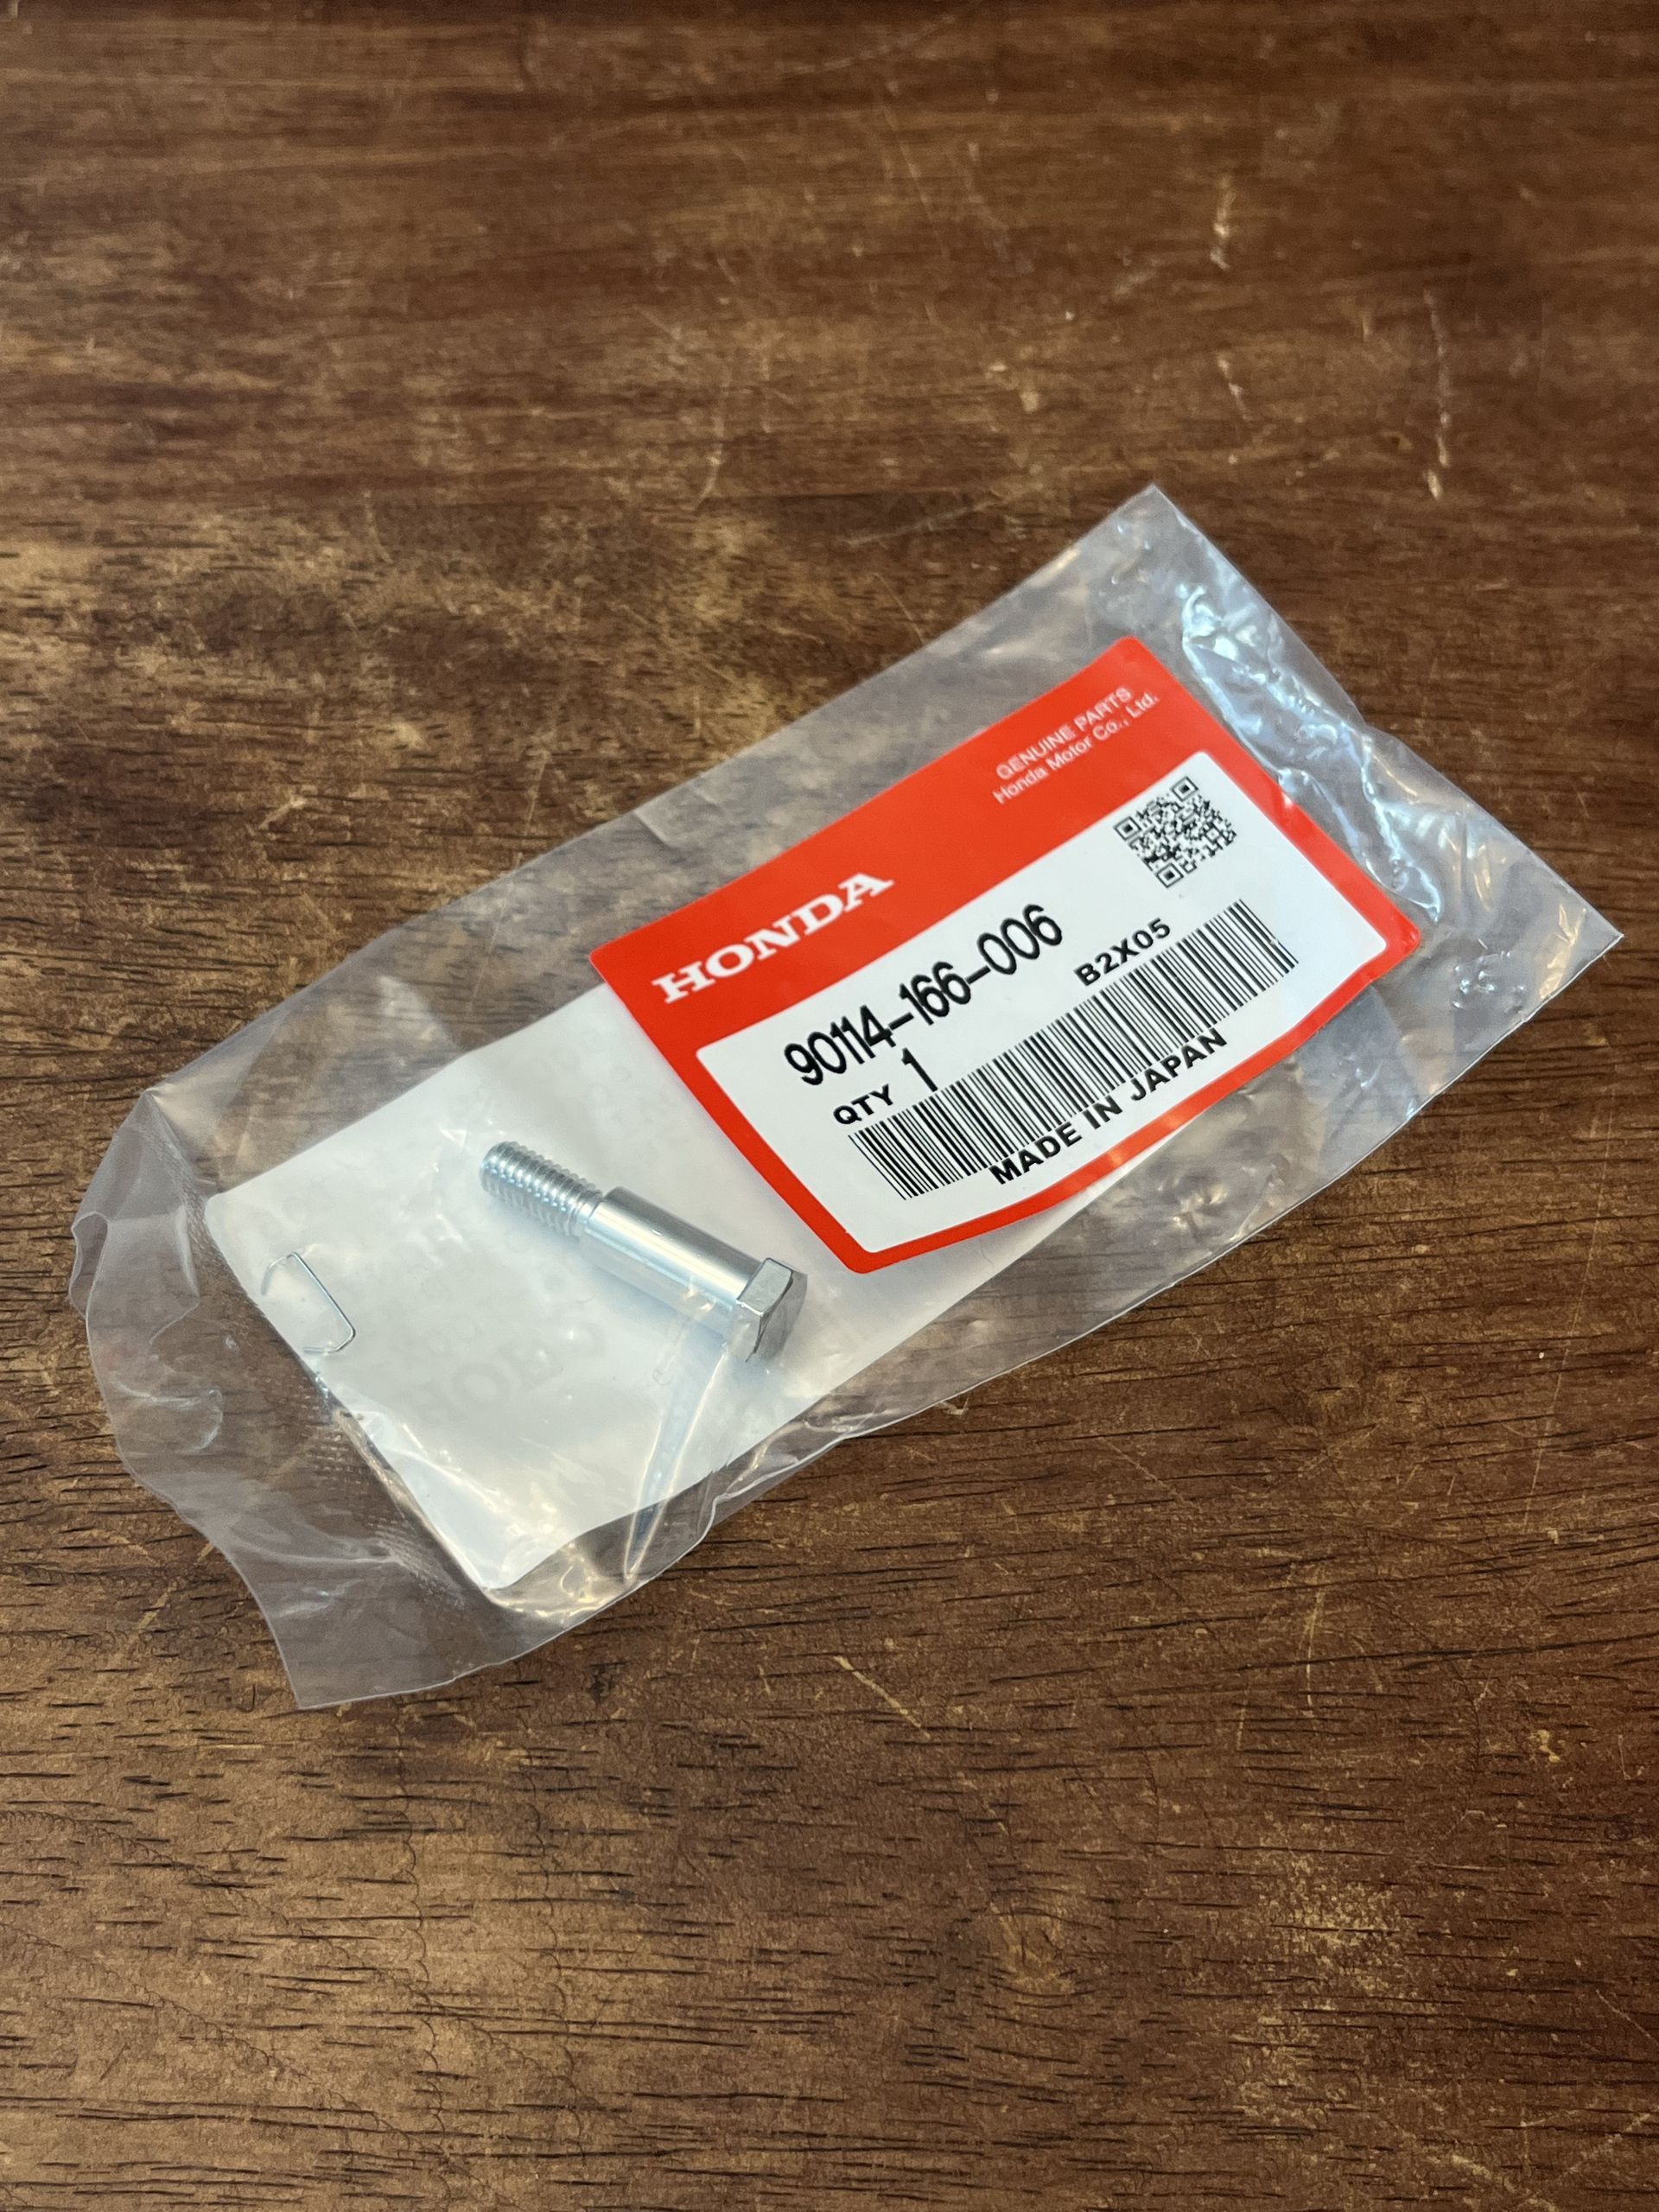 HONDA
GENUINE PARTS
Honda Motor Co., Ltd.
90114-166-006
QTY 1
B2X05
MADE IN JAPAN